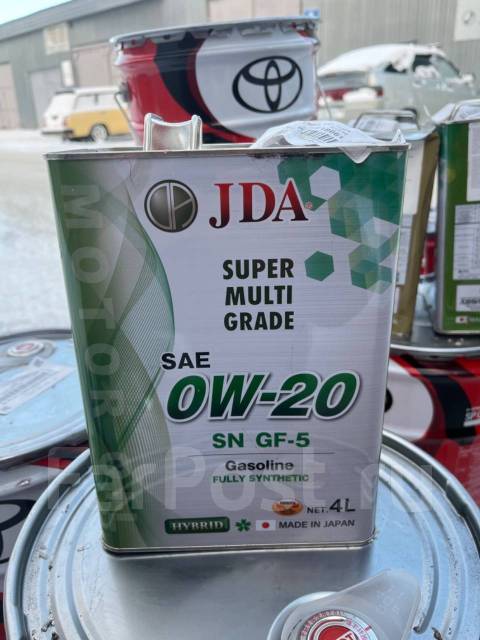 JDA
SUPER
MULTI
GRADE
SAE
0W-20
SN GF-5
Gasoline
FULLY SYNTHETIC
NET. 4L
HYBRID
MADE IN JAPAN
MOTOR
FarPost